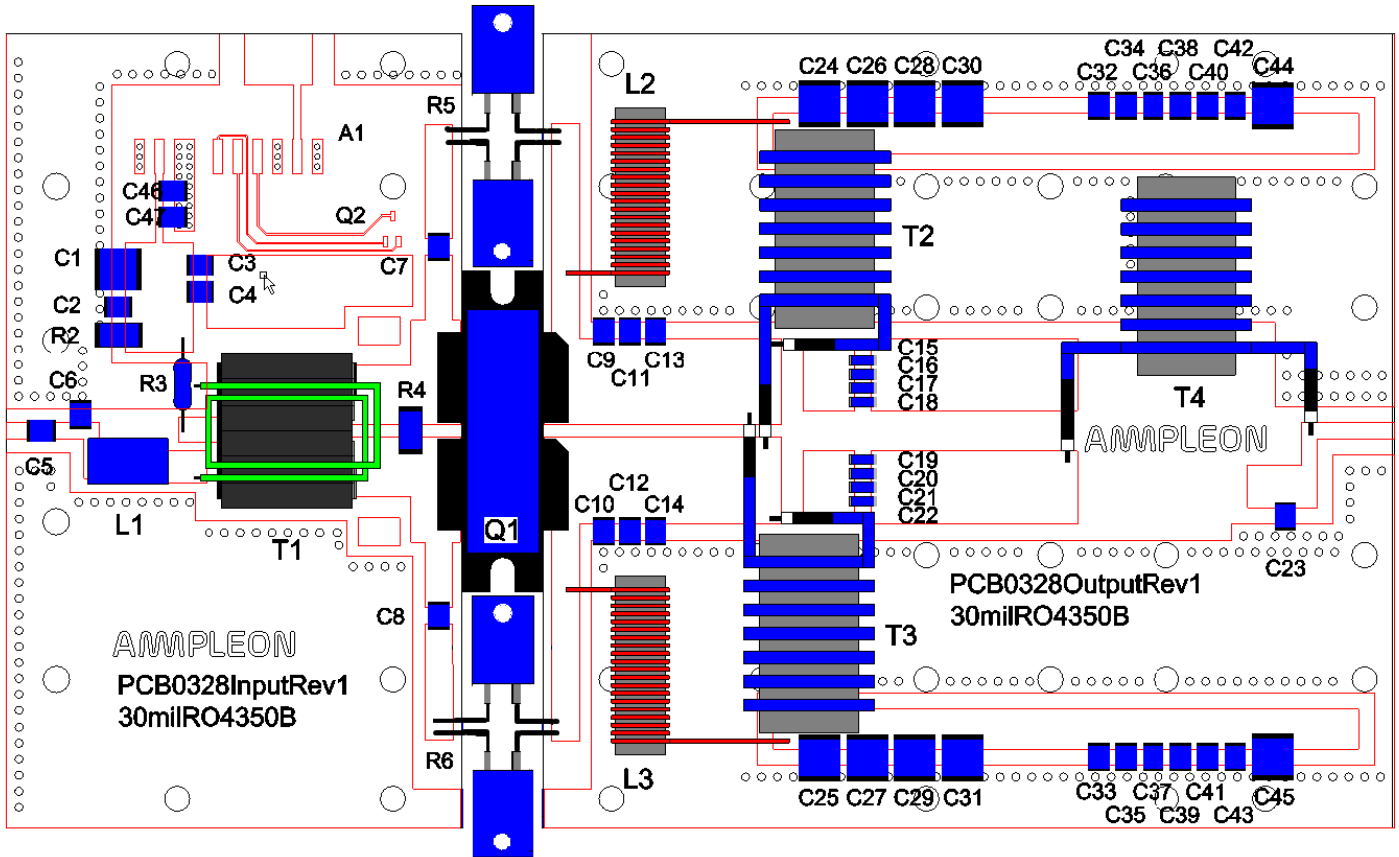 C34 C38 C42
C24 C26 C28 C30
C32 C36 C40 C44
L2
R5
A1
C46
C47
Q2
T2
C1
C3
C7
C2
C4
R2
C15
C9 C13
C16
C11
C17
C6
R3
R4
C18
T4
AMPLEON
C5
C19
C20
C12
C21
C10 C14
C22
L1
Q1
T1
C23
PCB0328OutputRev1
30milRO4350B
C8
T3
AMPLEON
PCB0328InputRev1
30milRO4350B
R6
L3
C25 C27 C29 C31
C33 C37 C41 C45
C35 C39 C43